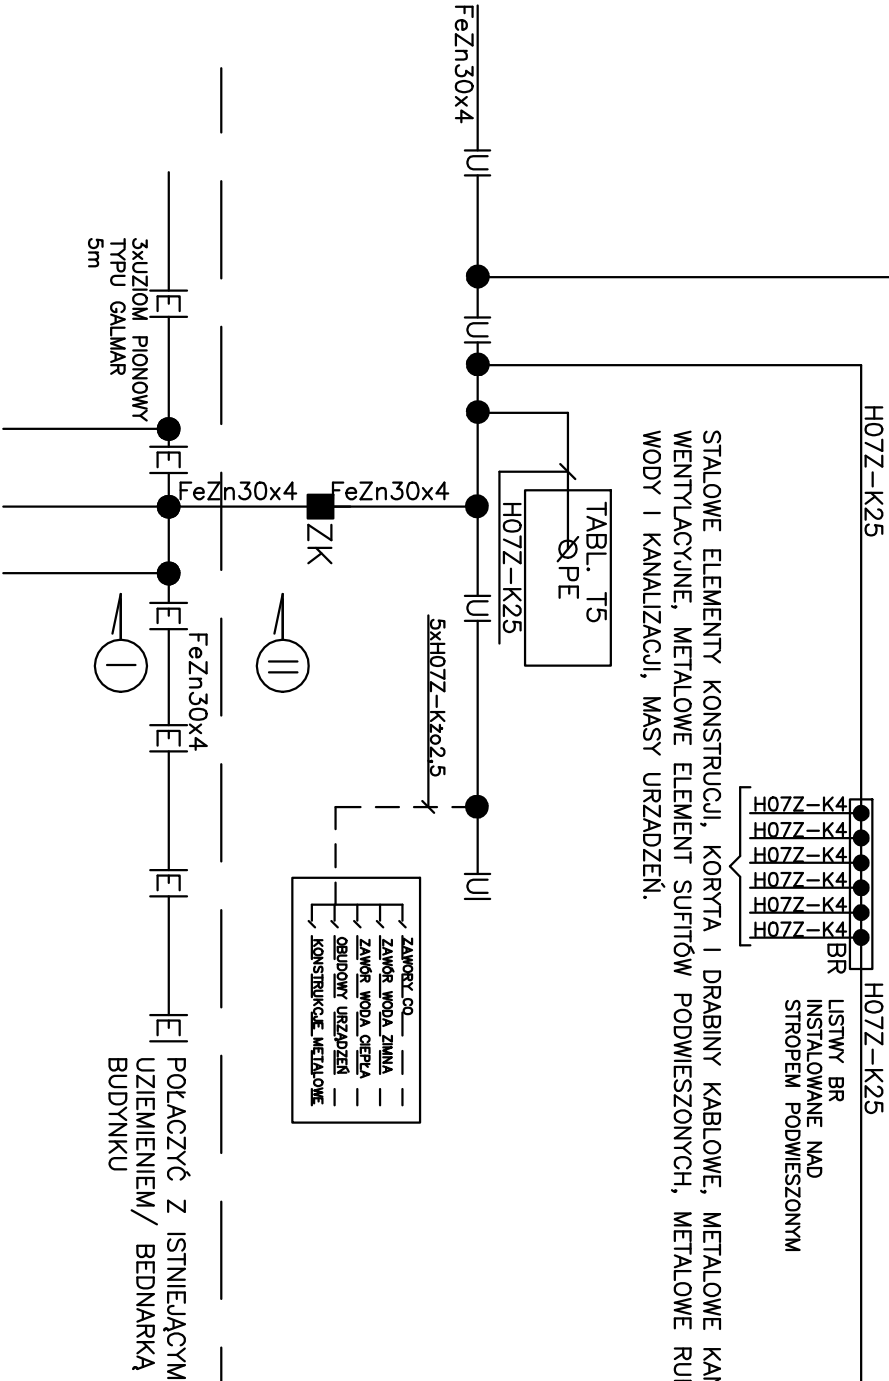 H07Z-K25
H07Z-K25
H07Z-K4
H07Z-K4
H07Z-K4
H07Z-K4
H07Z-K4
H07Z-K4
BR
LISTWY BR
INSTALOWANE NAD
STROPEM PODWIESZONYM
STALOWE ELEMENTY KONSTRUCJI, KORYTA I DRABINY KABLOWE, METALOWE KAN
WENTYLACYJNE, METALOWE ELEMENT SUFITÓW PODWIESZONYCH, METALOWE RU
WODY I KANALIZACJI, MASY URZADZEŃ.
TABL. T5
PE
H07Z-K25
FeZn30x4
U
U
U
U
5xH07Z-Kżo2,5
ZAWORY CO
ZAWÓR WODA ZIMNA
ZAWÓR WODA CIEPŁA
OBUDOWY URZĄDZEŃ
KONSTRUKCJE METALOWE
FeZn30x4
ZK
FeZn30x4
II
I
FeZn30x4
E
E
E
E
E
E
3xUZIOM PIONOWY
TYPU GALMAR
5m
POŁACZYĆ Z ISTNIEJĄCYM
UZIEMIENIEM/ BEDNARKĄ
BUDYNKU